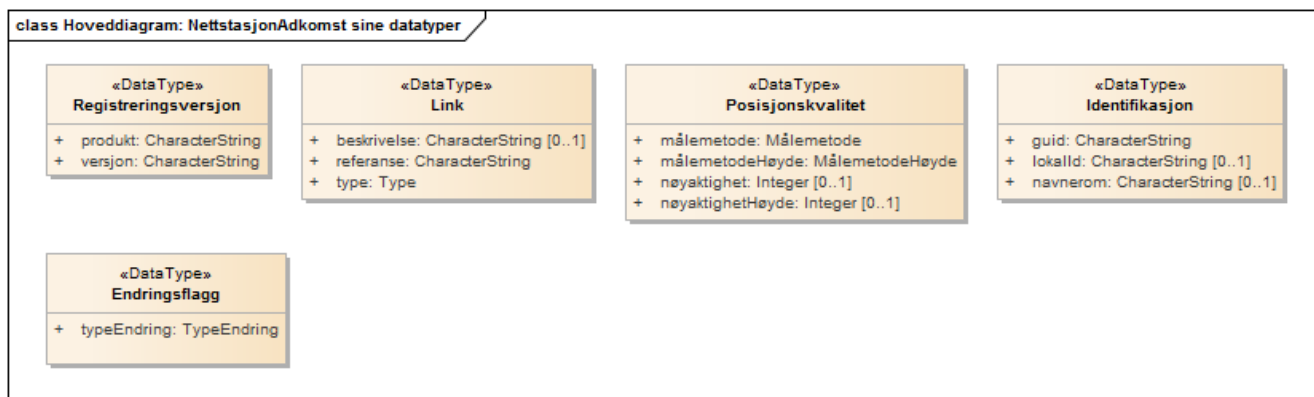 class Hoveddiagram: NettstasjonAdkomst sine datatyper
«DataType»
Registreringsversjon
+ produkt: CharacterString
+ versjon: CharacterString
«DataType»
Link
+ beskrivelse: CharacterString [0..1]
+ referanse: CharacterString
+ type: Type
«DataType»
Posisjonskvalitet
+ målemetode: Målemetode
+ målemetodeHøyde: MålemetodeHøyde
+ nøyaktighet: Integer [0..1]
+ nøyaktighetHøyde: Integer [0..1]
«DataType»
Identifikasjon
+ guid: CharacterString
+ lokalId: CharacterString [0..1]
+ navnerom: CharacterString [0..1]
«DataType»
Endringsflagg
+ typeEndring: TypeEndring